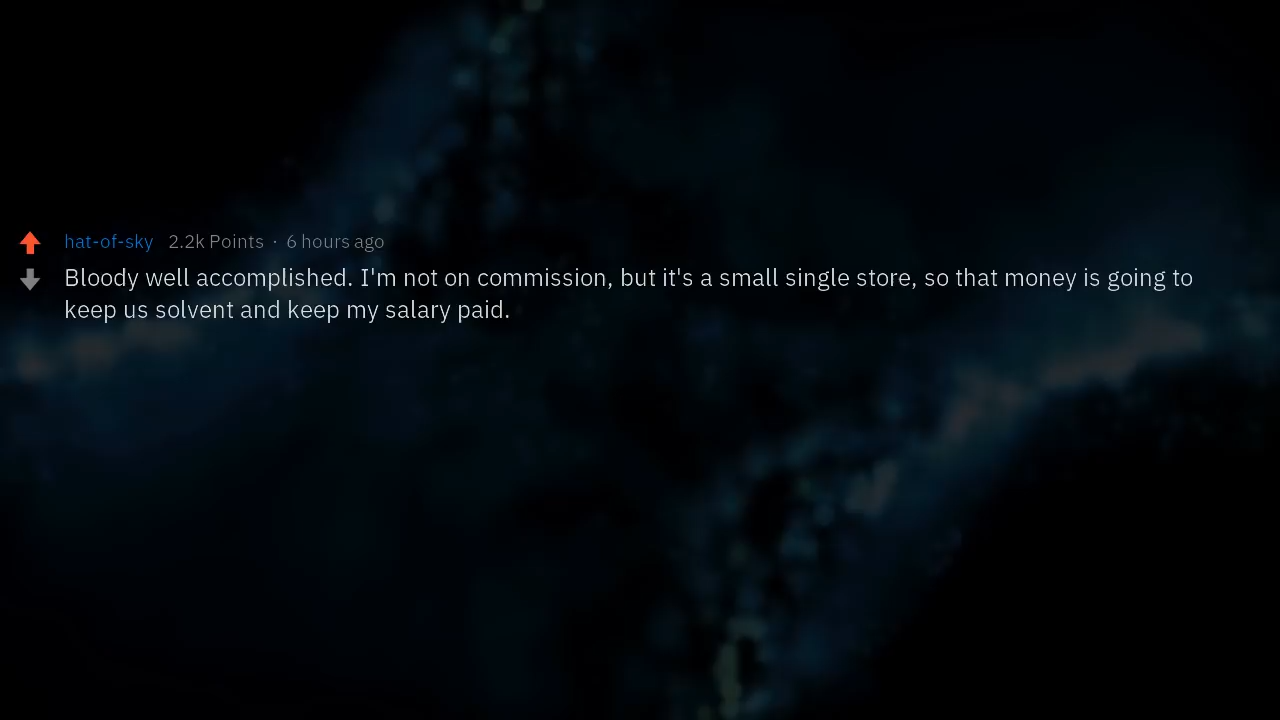 hat-of-sky 2.2k Points · 6 hours ago
Bloody well accomplished. I'm not on commission, but it's a small single store, so that money is going to
keep us solvent and keep my salary paid.